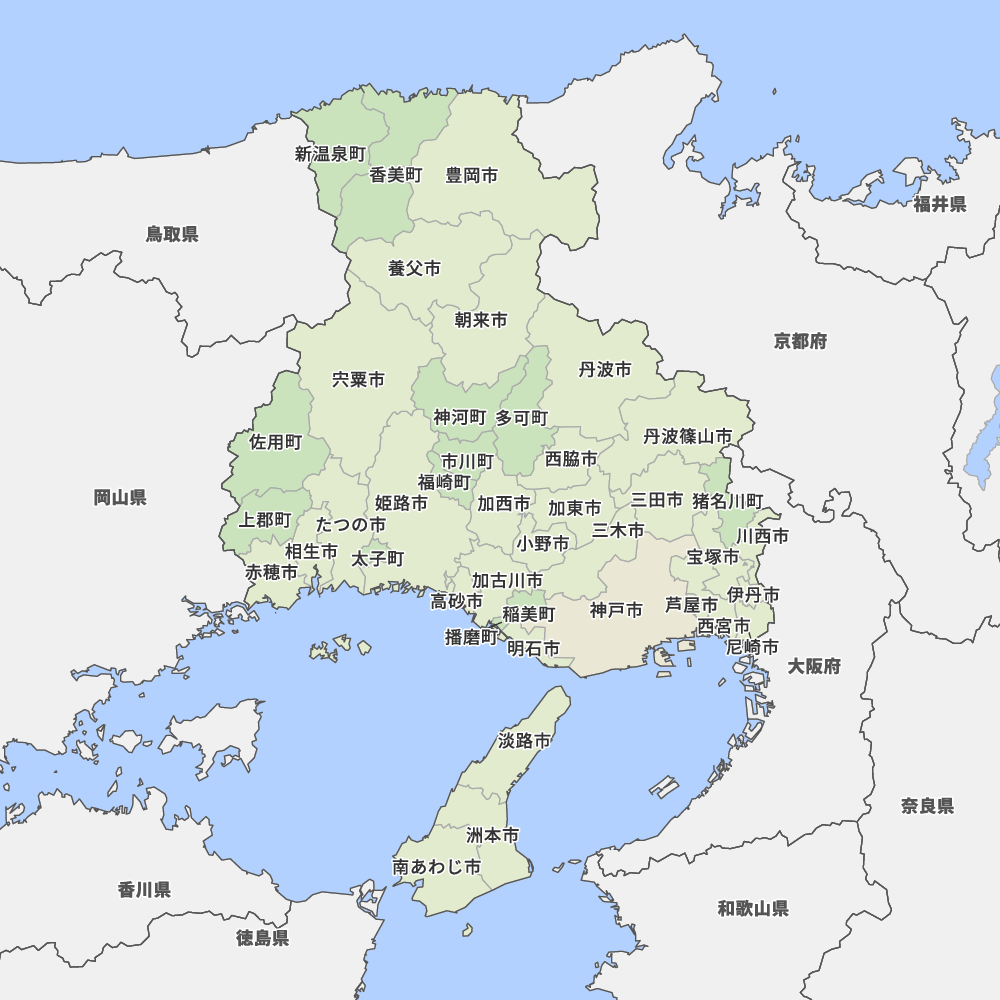 新温泉町
香美町
豊岡市
福井県
鳥取県
養父市
朝来市
京都府
丹波市
宍粟市
神河町
多可町
丹波篠山市
佐用町
市川町
西脇市
福崎町
岡山県
姫路市
加西市
加東市
三田市
猪名川町
上郡町
たつの市
三木市
川西市
小野市
相生市
太子町
宝塚市
赤穂市
加古川市
伊丹市
高砂市
稲美町
神戸市
芦屋市
西宮市
播磨町
明石市
尼崎市
大阪府
淡路市
奈良県
洲本市
南あわじ市
香川県
和歌山県
徳島県